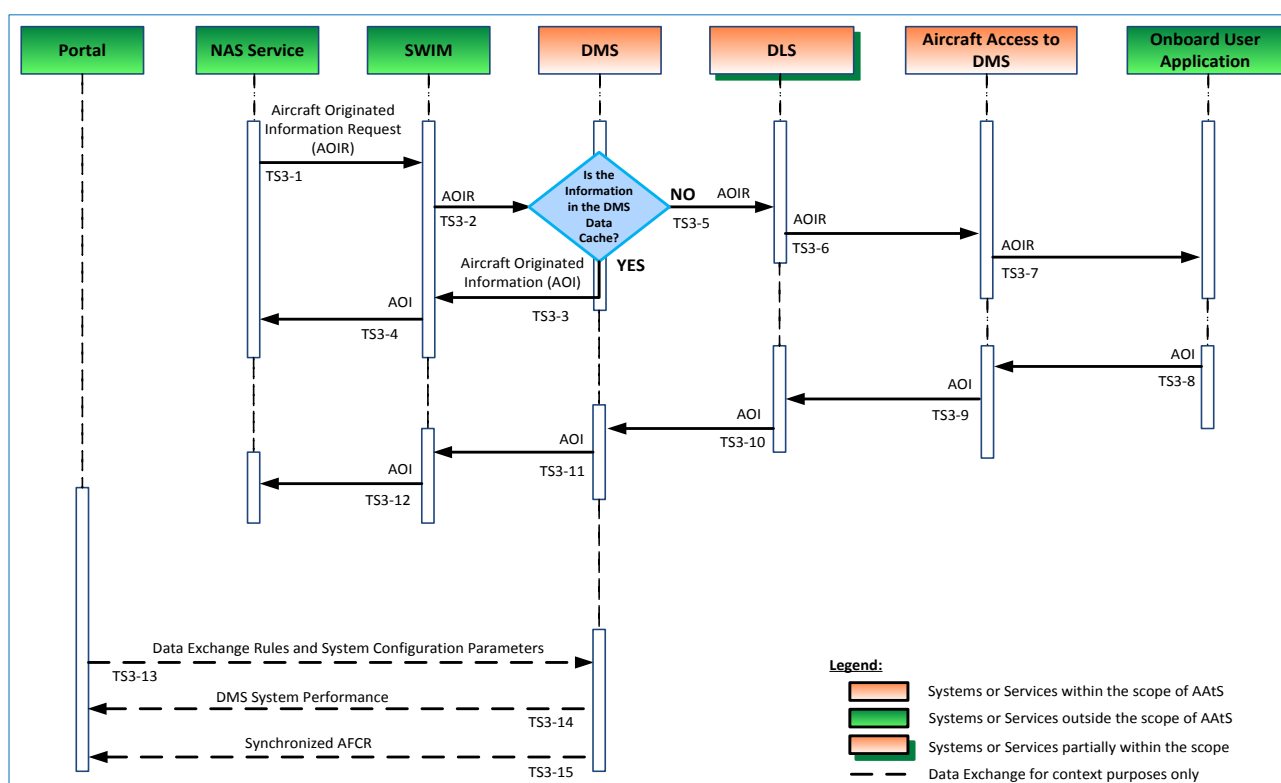 Portal
NAS Service
SWIM
DMS
DLS
Aircraft Access to
DMS
Onboard User
Application
Aircraft Originated
Information Request
(AOIR)
TS3-1
AOIR
TS3-2
Is the
Information
in the DMS
Data
Cache?
NO
AOIR
TS3-5
AOIR
TS3-6
AOIR
TS3-7
YES
Aircraft Originated
Information (AOI)
TS3-3
AOI
TS3-4
AOI
TS3-8
AOI
TS3-9
AOI
TS3-10
AOI
TS3-11
AOI
TS3-12
Data Exchange Rules and System Configuration Parameters
TS3-13
DMS System Performance
TS3-14
Synchronized AFCR
TS3-15
Legend:
Systems or Services within the scope of AAtS
Systems or Services outside the scope of AAtS
Systems or Services partially within the scope
Data Exchange for context purposes only